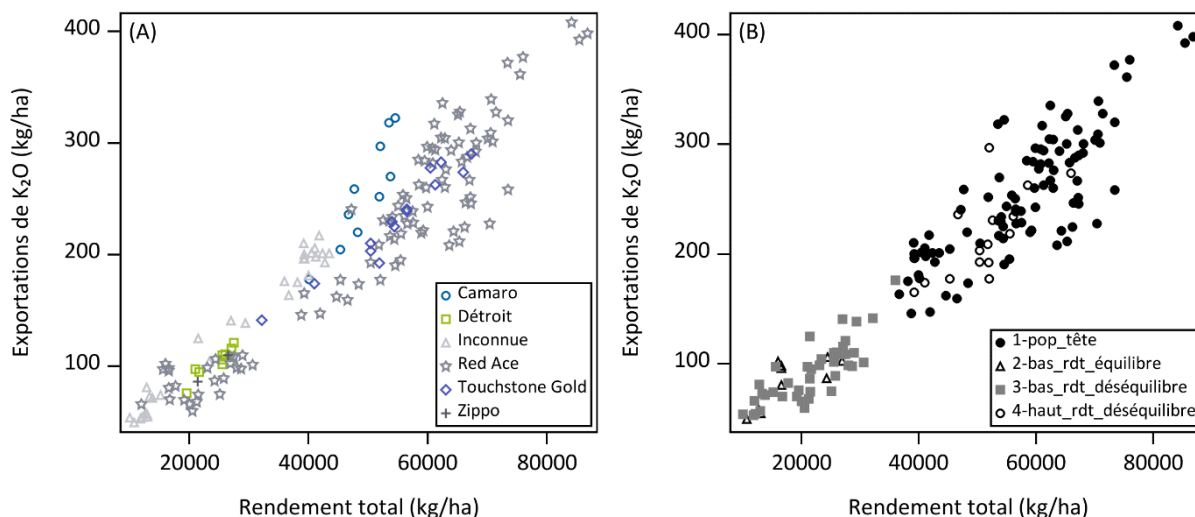 (A)
Exportations de K₂O (kg/ha)
400
300
200
100
20000
40000
60000
80000
Rendement total (kg/ha)
Camaro
Détroit
Inconnue
Red Ace
Touchstone Gold
Zippo
(B)
Exportations de K₂O (kg/ha)
400
300
200
100
20000
40000
60000
80000
Rendement total (kg/ha)
1-pop_tête
2-bas_rdt_équilibre
3-bas_rdt_déséquilibre
4-haut_rdt_déséquilibre